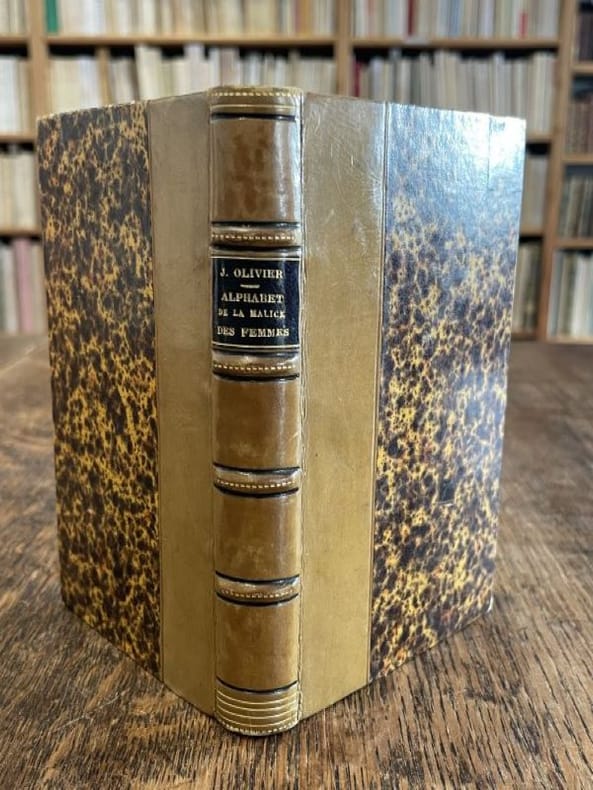 J. OLIVIER
ALPHABET
DE LA MALICE
DES FEMMES